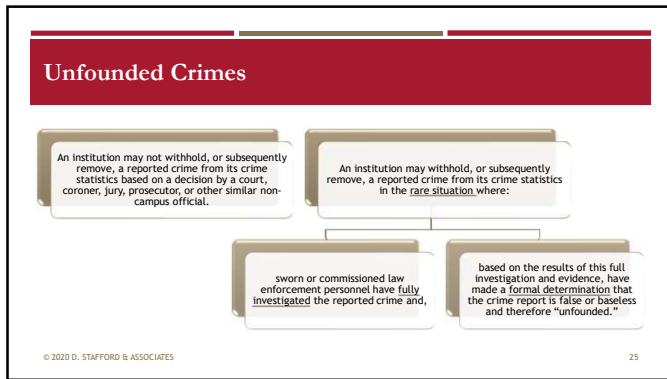 Unfounded Crimes
An institution may not withhold, or subsequently
remove, a reported crime from its crime
statistics based on a decision by a court,
coroner, jury, prosecutor, or other similar non-
campus official.
An institution may withhold, or subsequently
remove, a reported crime from its crime statistics
in the rare situation where:
sworn or commissioned law
enforcement personnel have fully
investigated the reported crime and,
based on the results of this full
investigation and evidence, have
made a formal determination that
the crime report is false or baseless
and therefore “unfounded.”
© 2020 D. STAFFORD & ASSOCIATES
25